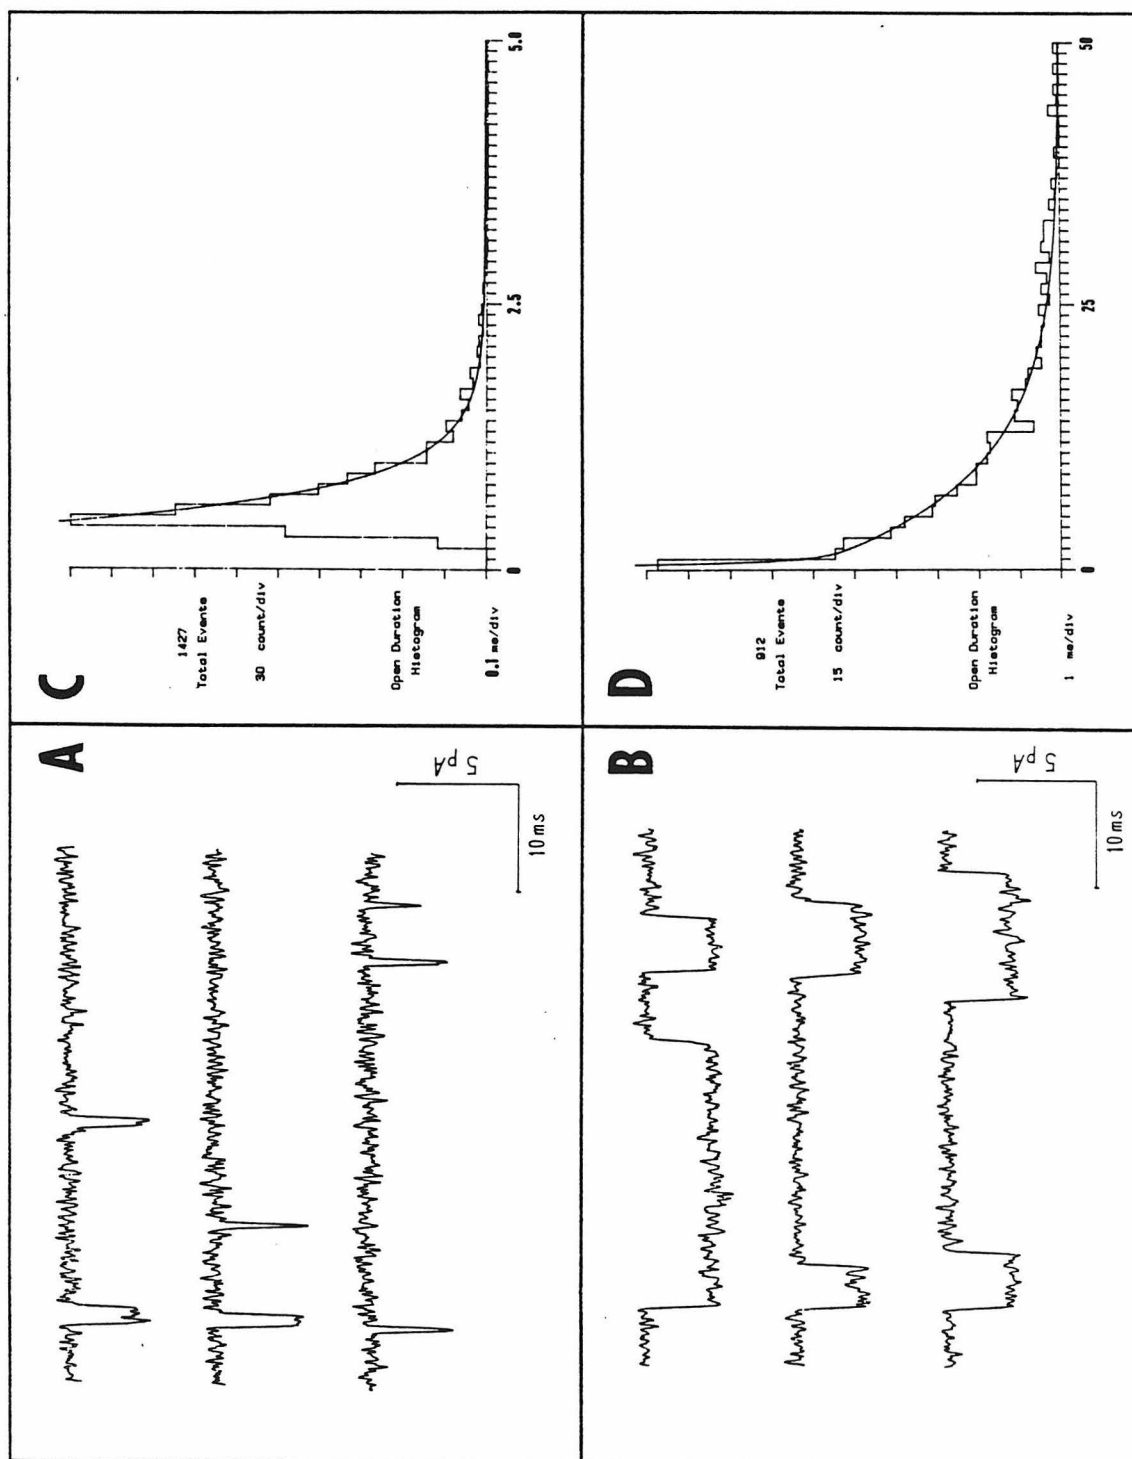 A
5 pA
10 ms
B
5 pA
10 ms
C
1427
Total Events
30 count/div
Open Duration
Histogram
0.1 ms/div
0
2.5
5.0
D
912
Total Events
15 count/div
Open Duration
Histogram
1 ms/div
0
25
50